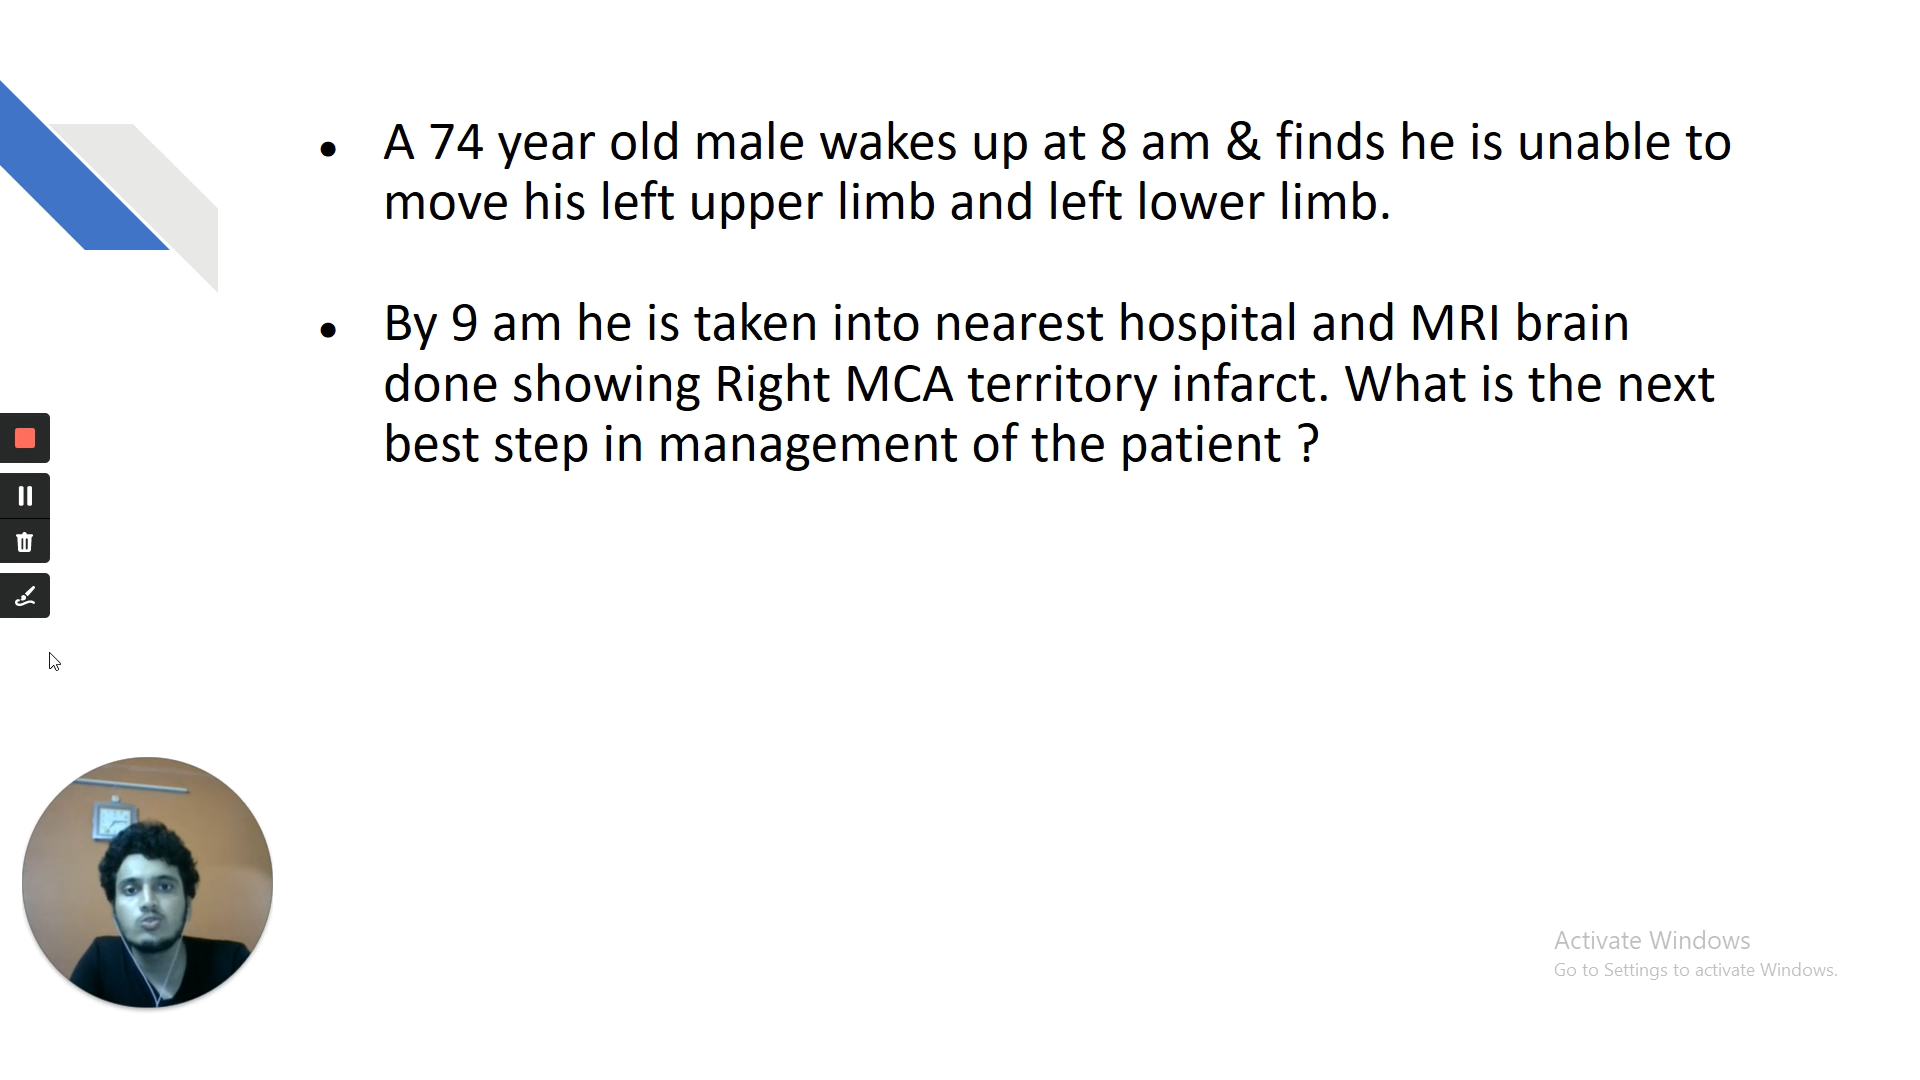 A 74 year old male wakes up at 8 am & finds he is unable to
move his left upper limb and left lower limb.
By 9 am he is taken into nearest hospital and MRI brain
done showing Right MCA territory infarct. What is the next
best step in management of the patient ?
Activate Windows
Go to Settings to activate Windows.